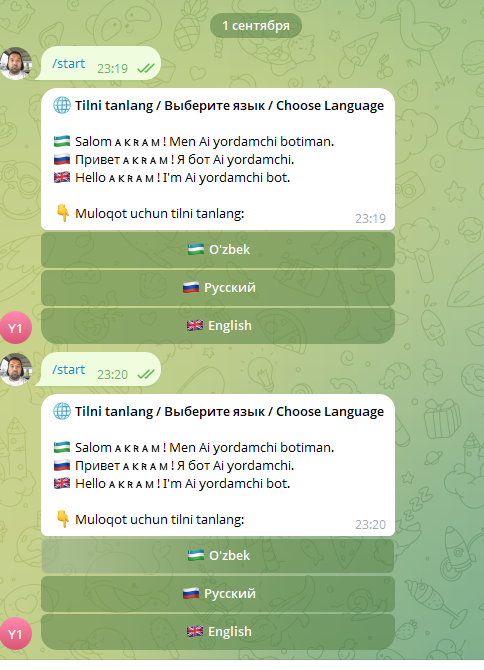 1 сентября
/start 23:19
🌐 Tilni tanlang / Выберите язык / Choose Language
🇺🇿 Salom ᴀᴋʀᴀᴍ! Men Ai yordamchi botiman.
🇷🇺 Привет ᴀᴋʀᴀᴍ! Я бот Ai yordamchi.
🇬🇧 Hello ᴀᴋʀᴀᴍ! I'm Ai yordamchi bot.
👇 Muloqot uchun tilni tanlang:
23:19
🇺🇿 O'zbek
🇷🇺 Русский
🇬🇧 English
Y1
/start 23:20
🌐 Tilni tanlang / Выберите язык / Choose Language
🇺🇿 Salom ᴀᴋʀᴀᴍ! Men Ai yordamchi botiman.
🇷🇺 Привет ᴀᴋʀᴀᴍ! Я бот Ai yordamchi.
🇬🇧 Hello ᴀᴋʀᴀᴍ! I'm Ai yordamchi bot.
👇 Muloqot uchun tilni tanlang:
23:20
🇺🇿 O'zbek
🇷🇺 Русский
🇬🇧 English
Y1